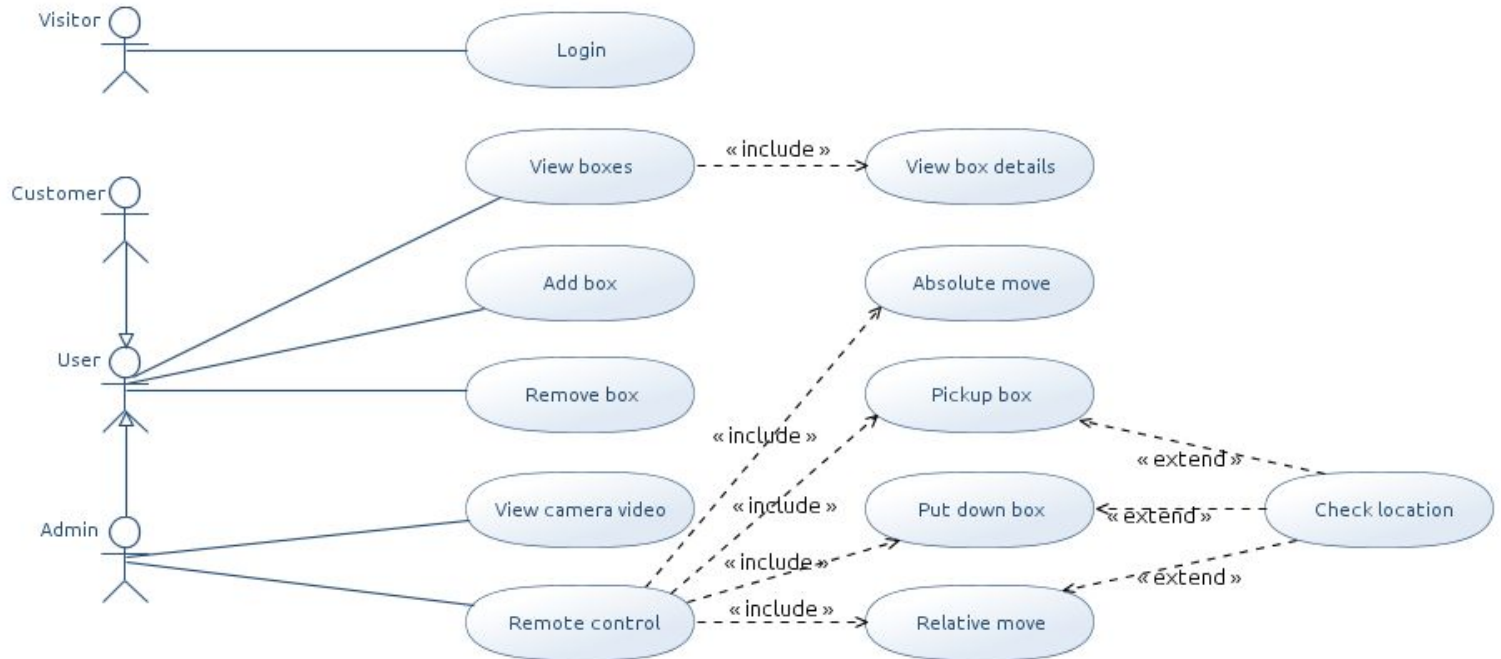 Visitor
Login
View boxes
« include »
View box details
Customer
Add box
Absolute move
User
Remove box
Pickup box
« include »
« extend »
Admin
View camera video
« include »
Put down box
« extend »
Check location
« include »
« extend »
Remote control
« include »
Relative move